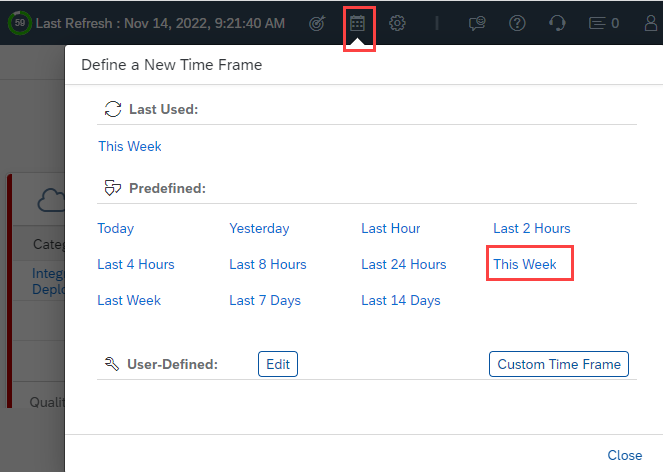 59 Last Refresh : Nov 14, 2022, 9:21:40 AM 0
Define a New Time Frame
Last Used:
This Week
Predefined:
Today Yesterday Last Hour Last 2 Hours
Last 4 Hours Last 8 Hours Last 24 Hours This Week
Last Week Last 7 Days Last 14 Days
User-Defined: Edit Custom Time Frame
Close
Categ
Integ
Deplo
Qualit